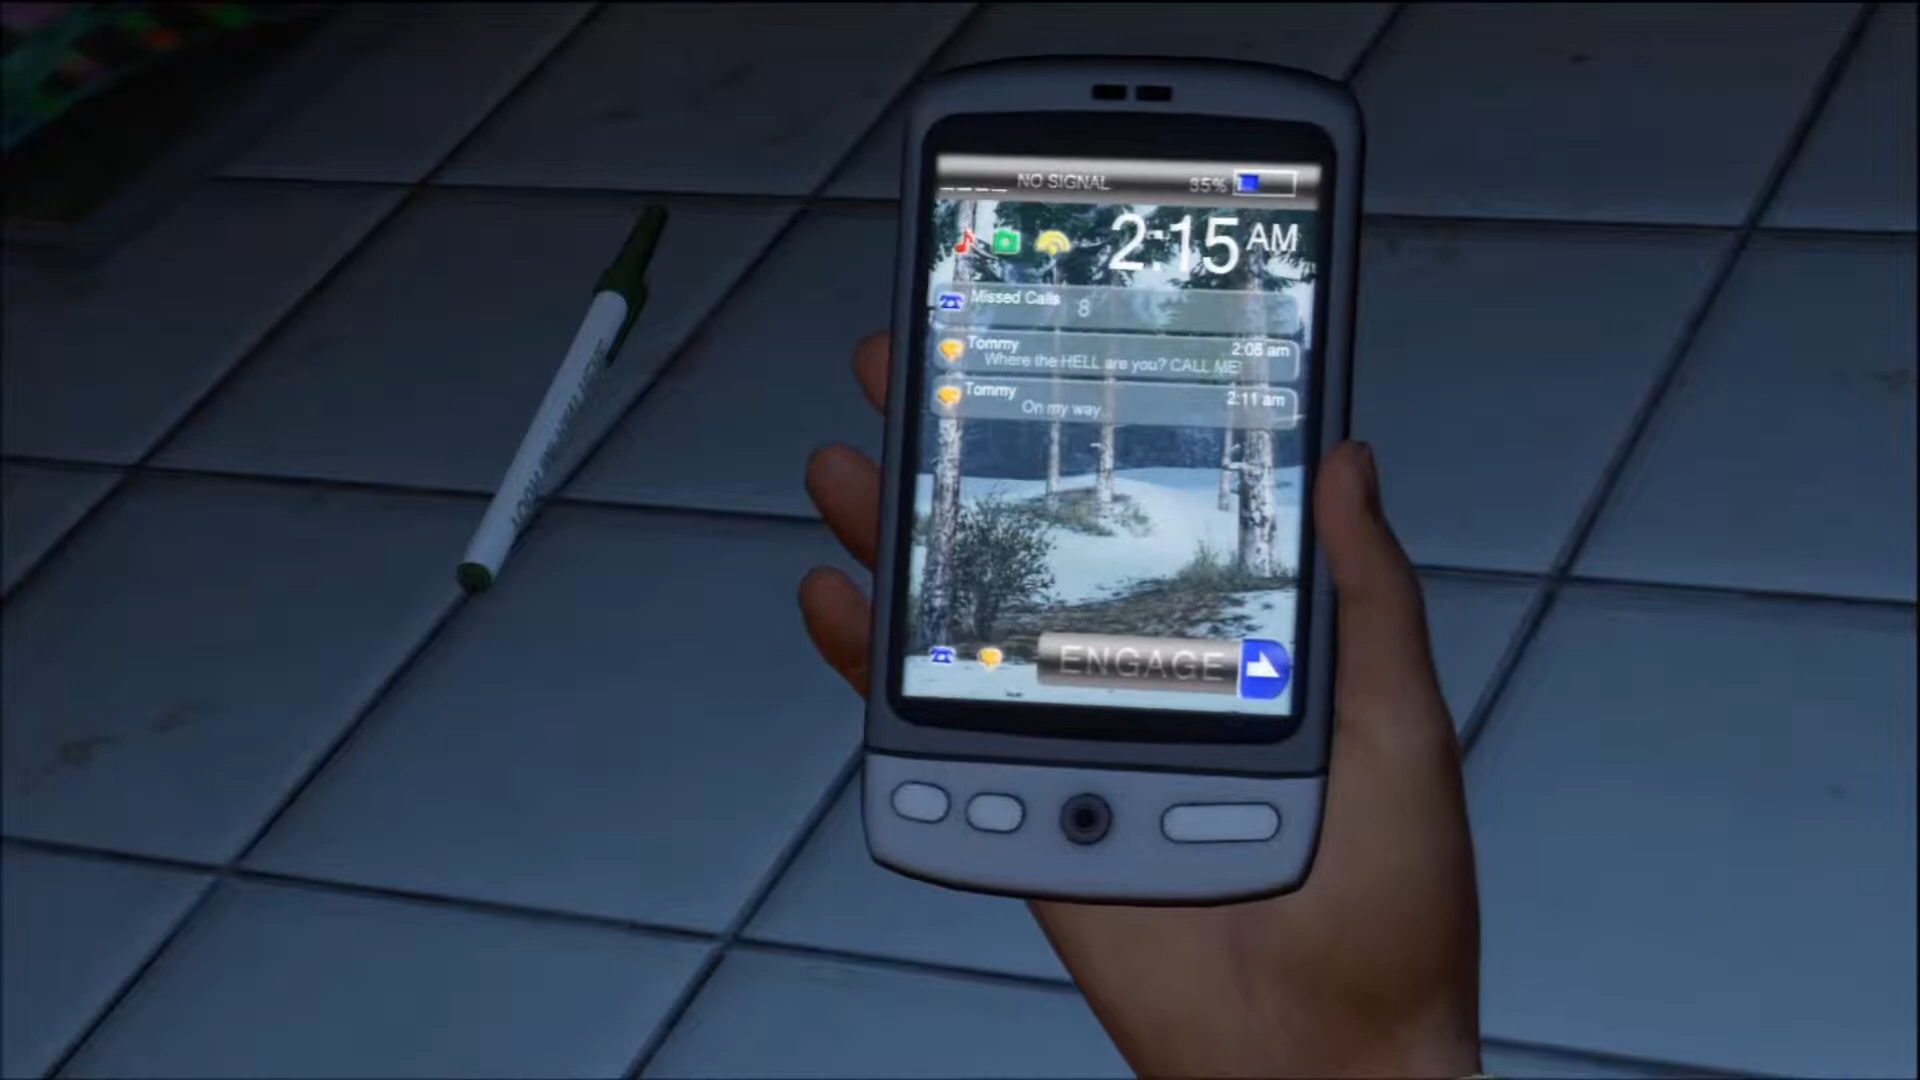 NO SIGNAL 35%
2:15 AM
Missed Calls
8
Tommy 2:08 am
Where the HELL are you? CALL ME!
Tommy 2:11 am
On my way
ENGAGE